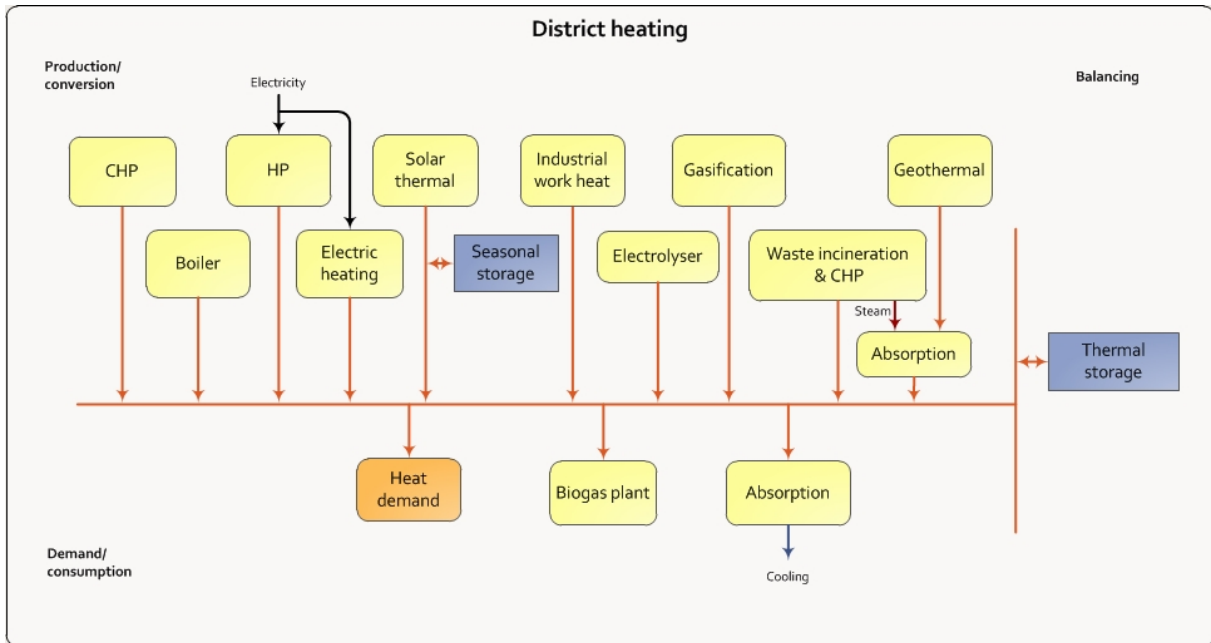 District heating
Production/
conversion
Balancing
Electricity
CHP
HP
Solar
thermal
Industrial
work heat
Gasification
Geothermal
Boiler
Electric
heating
Seasonal
storage
Electrolyser
Waste incineration
& CHP
Steam
Absorption
Thermal
storage
Heat
demand
Biogas plant
Absorption
Demand/
consumption
Cooling